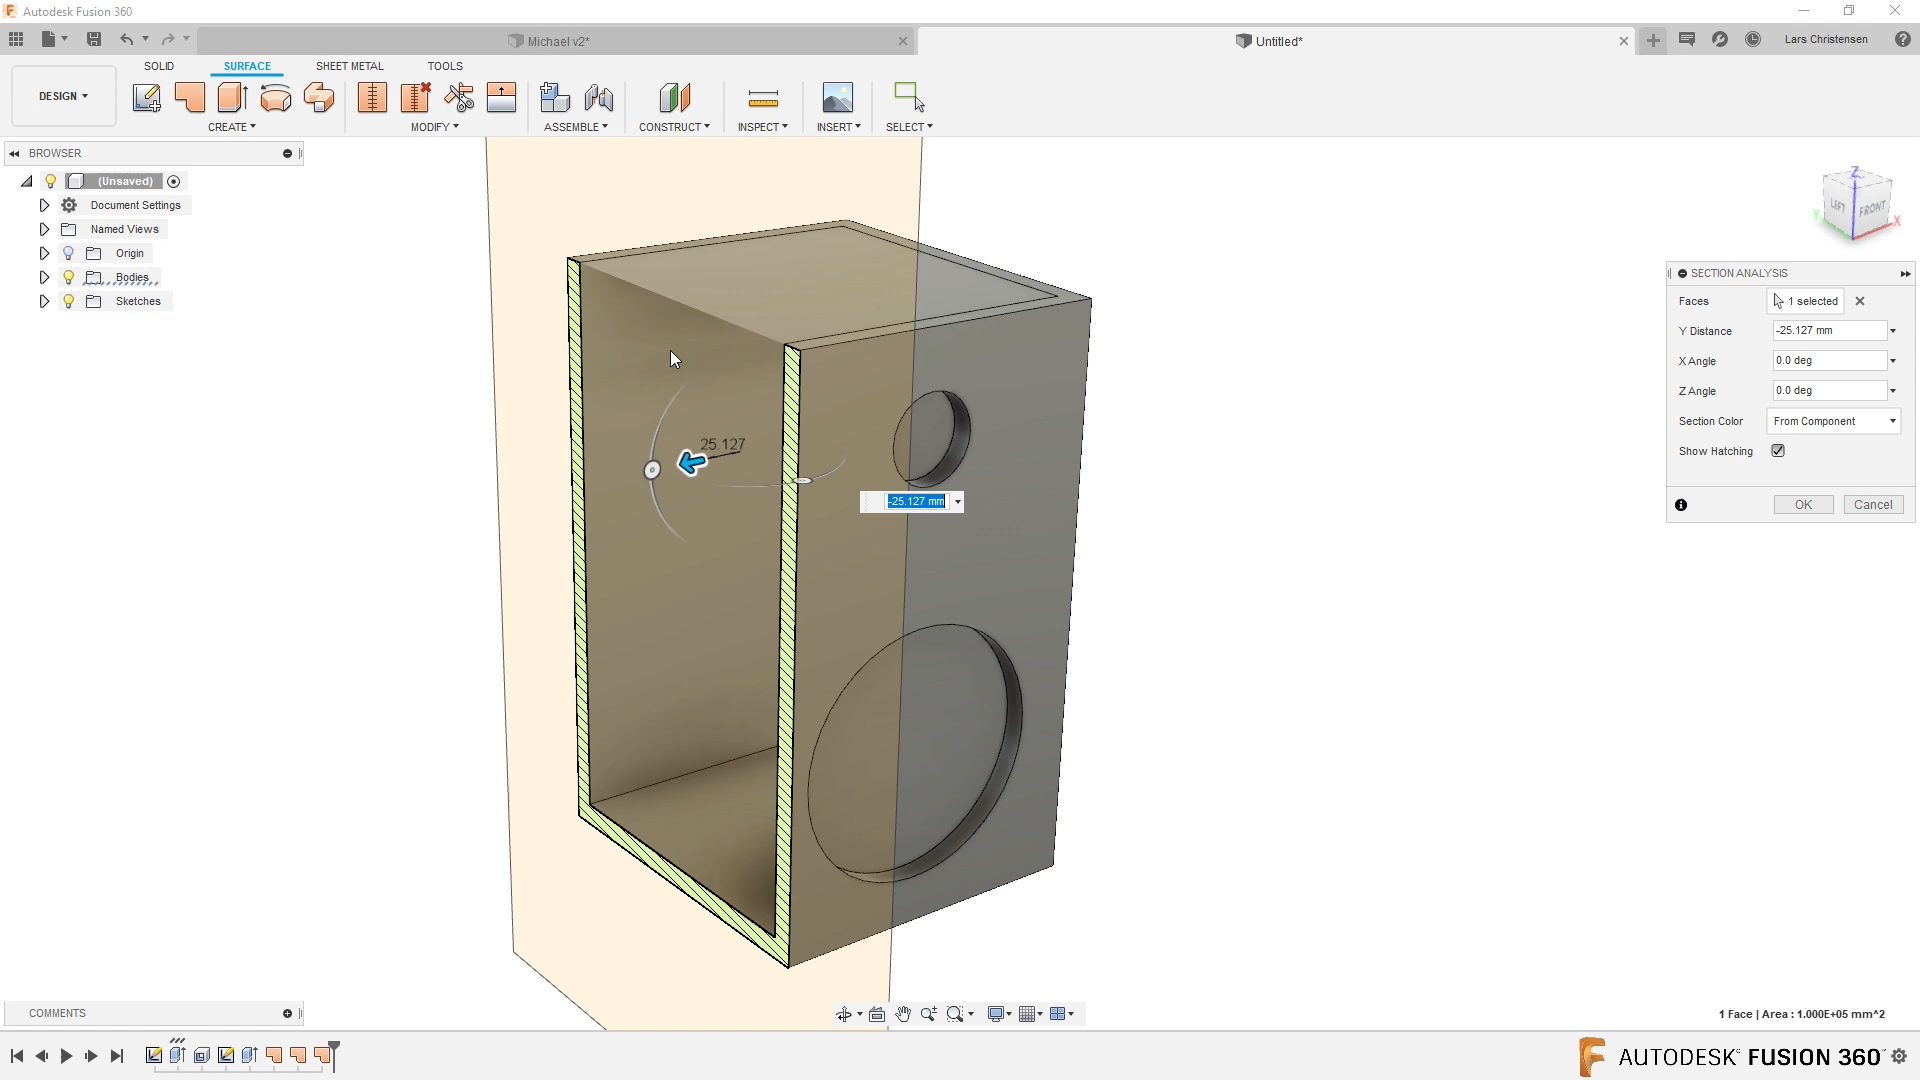 Autodesk Fusion 360
Michael v2*
Untitled*
Lars Christensen
DESIGN
SOLID
SURFACE
SHEET METAL
TOOLS
CREATE
MODIFY
ASSEMBLE
CONSTRUCT
INSPECT
INSERT
SELECT
BROWSER
(Unsaved)
Document Settings
Named Views
Origin
Bodies
Sketches
25.127
-25.127 mm
Z
LEFT
FRONT
Y
X
SECTION ANALYSIS
Faces
1 selected
Y Distance
-25.127 mm
X Angle
0.0 deg
Z Angle
0.0 deg
Section Color
From Component
Show Hatching
OK
Cancel
COMMENTS
1 Face | Area : 1.000E+05 mm^2
AUTODESK® FUSION 360™